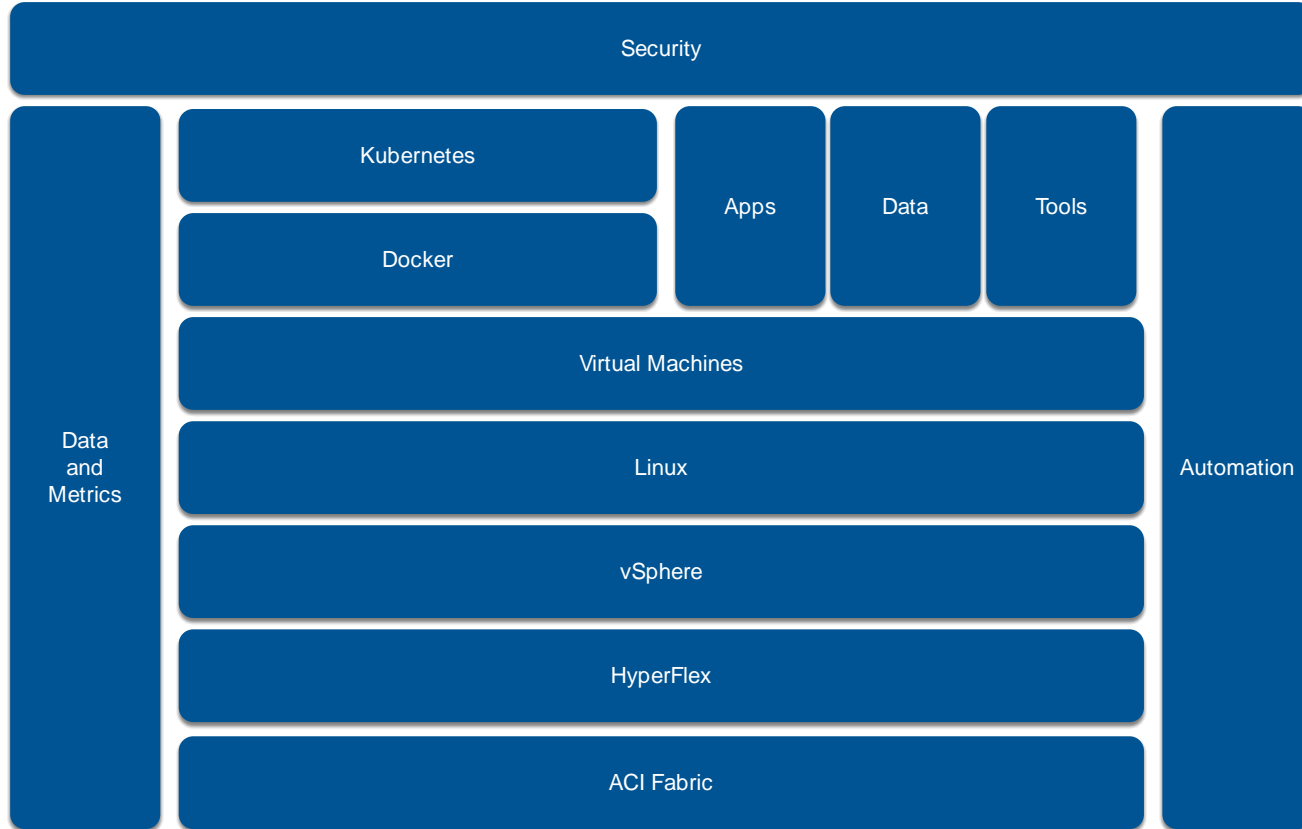 Security
Kubernetes
Docker
Apps
Data
Tools
Virtual Machines
Data
and
Metrics
Linux
Automation
vSphere
HyperFlex
ACI Fabric